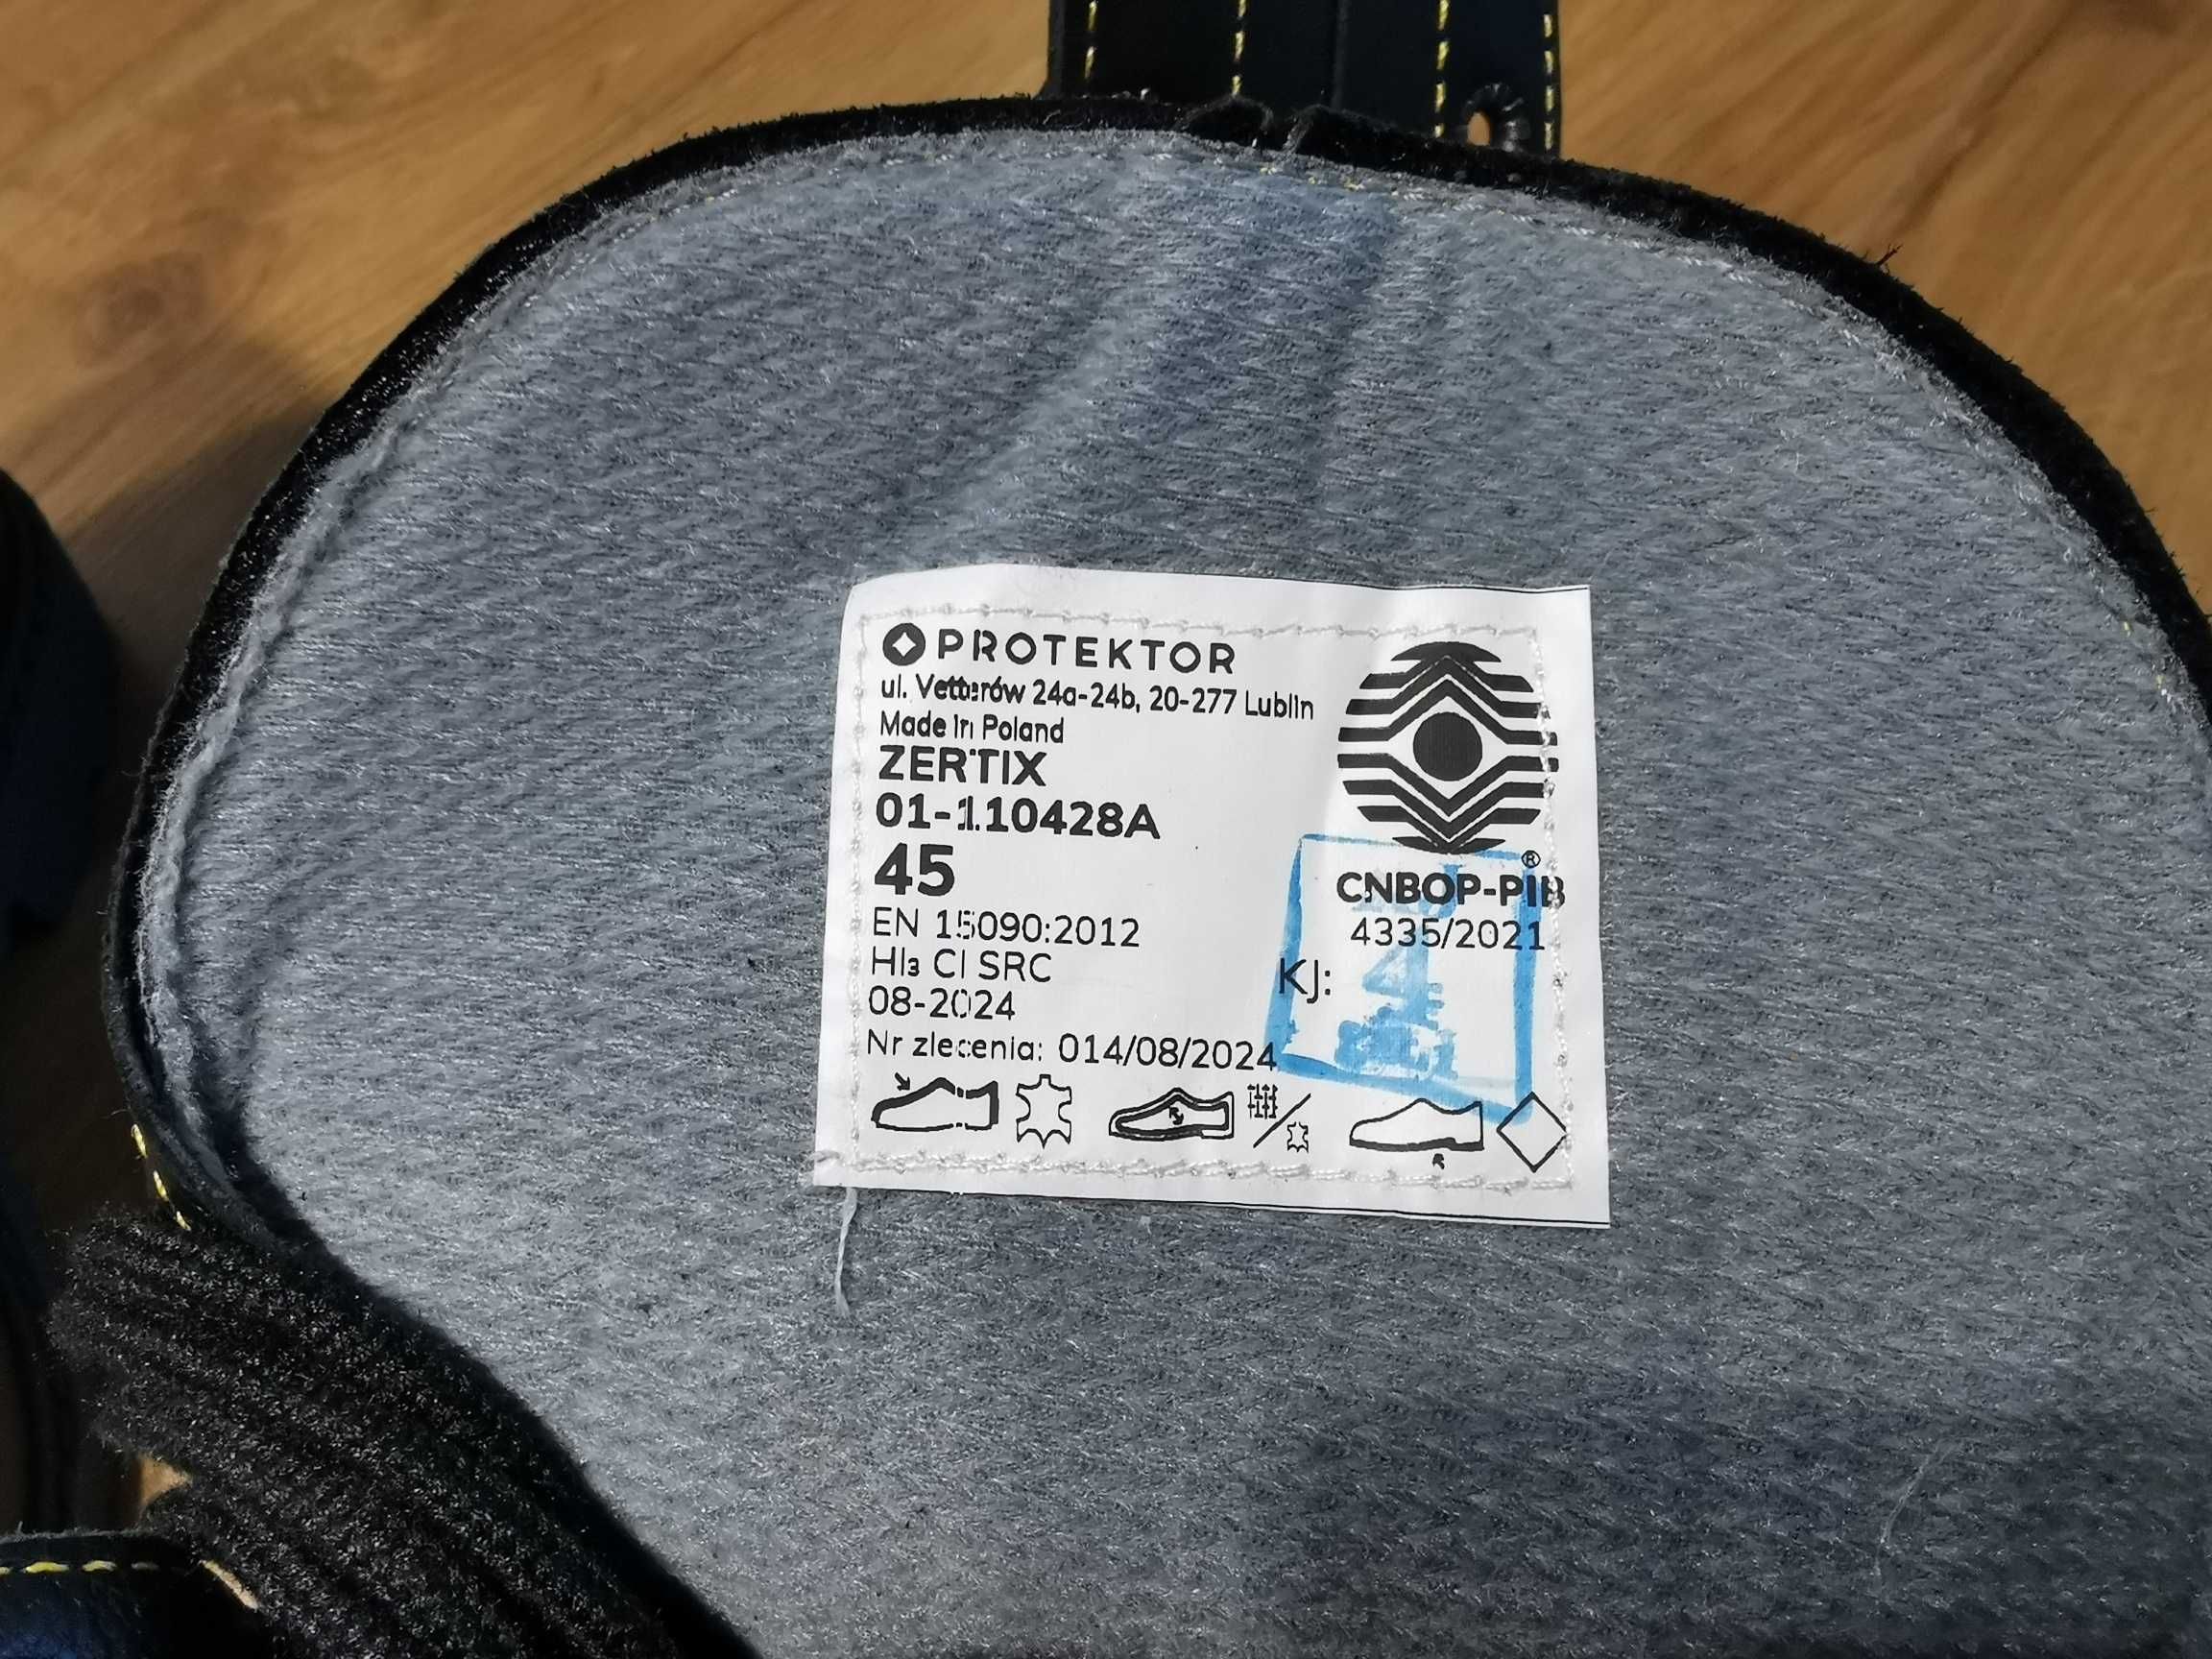 PROTEKTOR
ul. Vetterów 24a-24b, 20-277 Lublin
Made In Poland
ZERTIX
01-110428A
45
EN 15090:2012
HI₃ CI SRC
08-2024
Nr zlecenia: 014/08/2024
®
CNBOP-PIB
4335/2021
KJ:
4